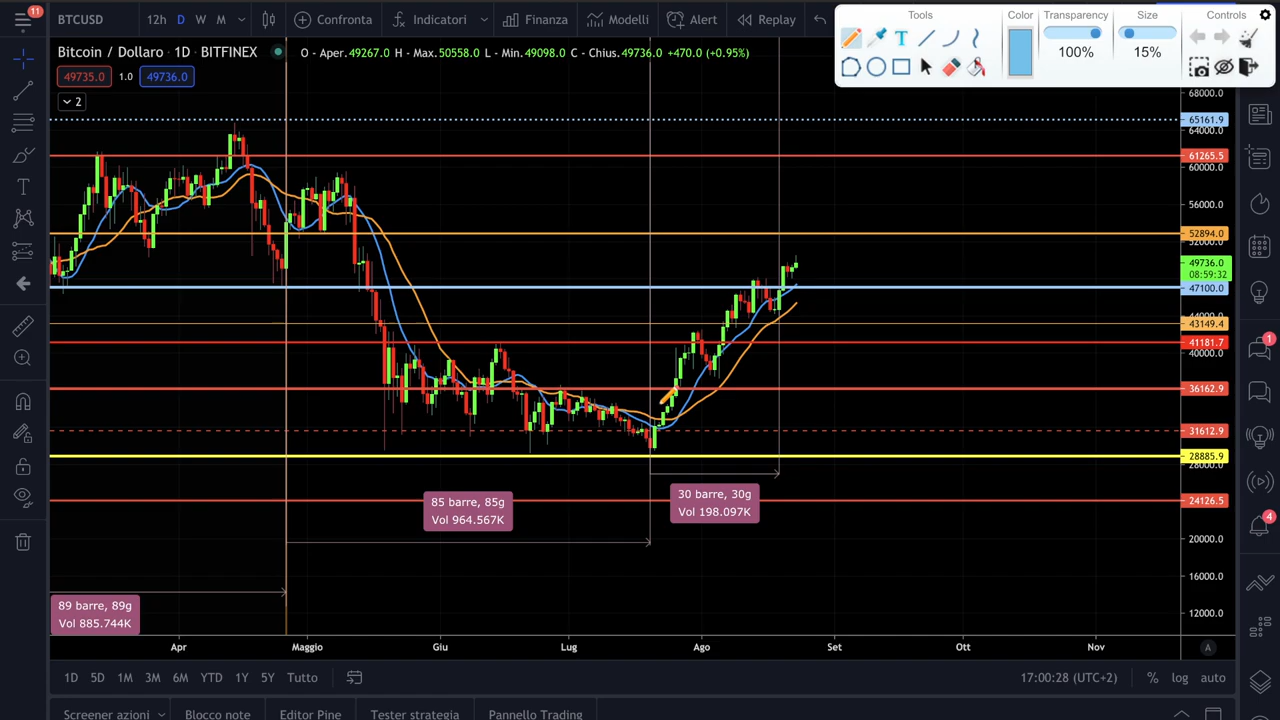 11
BTCUSD
12h D W M
Confronta
Indicatori
Finanza
Modelli
Alert
Replay
Tools
Color
Transparency
100%
Size
15%
Controls
Bitcoin / Dollaro · 1D · BITFINEX
O - Aper.49267.0 H - Max.50558.0 L - Min.49098.0 C - Chius.49736.0 +470.0 (+0.95%)
49735.0 1.0 49736.0
2
68000.0
65161.9
64000.0
61265.5
60000.0
56000.0
52894.0
52000.0
49736.0
08:59:32
47100.0
44000.0
43149.4
41181.7
40000.0
36162.9
31612.9
28885.9
28000.0
24126.5
20000.0
16000.0
12000.0
85 barre, 85g
Vol 964.567K
30 barre, 30g
Vol 198.097K
89 barre, 89g
Vol 885.744K
Apr Maggio Giu Lug Ago Set Ott Nov
A
1D 5D 1M 3M 6M YTD 1Y 5Y Tutto
17:00:28 (UTC+2)
% log auto
Screener azioni
Blocco note
Editor Pine
Tester strategia
Pannello Trading
1
4